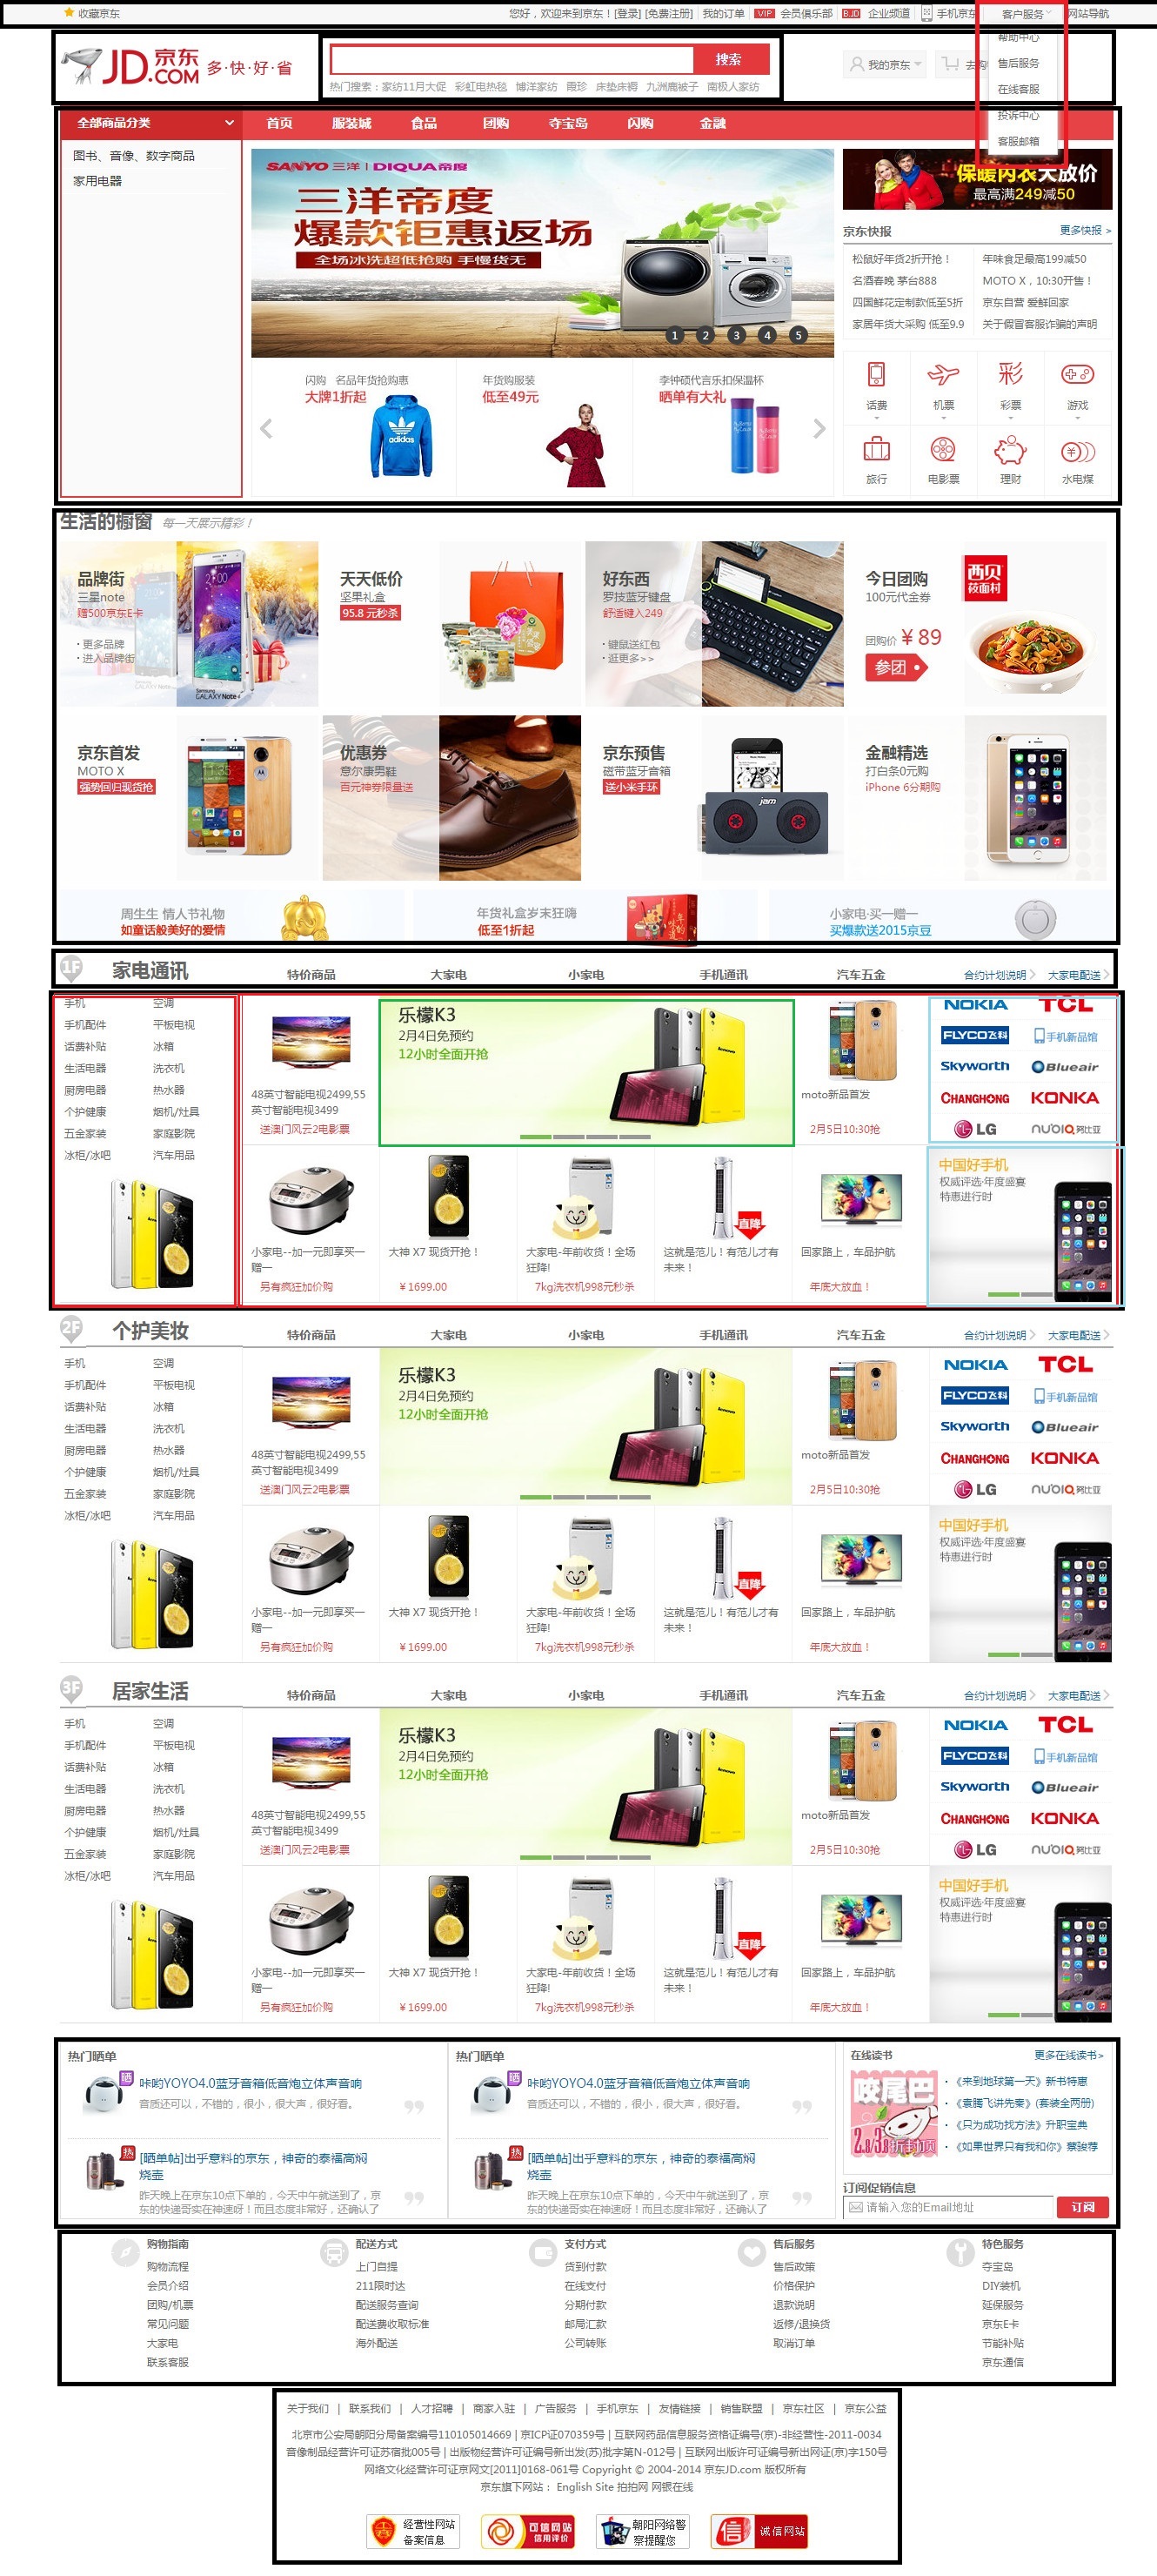 收藏京东
您好，欢迎来到京东！[登录] [免费注册] 我的订单 VIP 会员俱乐部 BJD 企业频道 手机京东 客户服务 网站导航
帮助中心
售后服务
在线客服
投诉中心
客服邮箱
JD.COM 京东 多·快·好·省
搜索
我的京东
去购
热门搜索：家纺11月大促 彩虹电热毯 博洋家纺 霞珍 床垫床褥 九洲鹿被子 南极人家纺
全部商品分类 首页 服装城 食品 团购 夺宝岛 闪购 金融
图书、音像、数字商品
家用电器
SANYO 三洋 | DIQUA 帝度
三洋帝度
爆款钜惠返场
全场冰洗超低抢购 手慢货无
1 2 3 4 5
保暖内衣大放价
最高满249减50
京东快报 更多快报 >
松鼠好年货2折开抢！ 年味食足最高199减50
名酒春晚 茅台888 MOTO X，10:30开售！
四国鲜花定制款低至5折 京东自营 爱鲜回家
家居年货大采购 低至9.9 关于假冒客服诈骗的声明
闪购 名品年货抢购惠
大牌1折起
adidas
年货购服装
低至49元
李钟硕代言乐扣保温杯
晒单有大礼
话费 机票 彩票 游戏
旅行 电影票 理财 水电煤
生活的橱窗 每一天展示精彩！
品牌街
三星note
赠500京东E卡
· 更多品牌
· 进入品牌街
SAMSUNG
GALAXY Note 4
天天低价
坚果礼盒
95.8 元秒杀
好东西
罗技蓝牙键盘
舒适键入249
· 键鼠送红包
· 逛更多>>
今日团购
100元代金券
团购价 ¥ 89
参团
西贝
莜面村
京东首发
MOTO X
强势回归现货抢
优惠券
意尔康男鞋
百元神券限量送
京东预售
磁带蓝牙音箱
送小米手环
jam
金融精选
打白条0元购
iPhone 6分期购
周生生 情人节礼物
如童话般美好的爱情
年货礼盒岁末狂嗨
低至1折起
小家电·买一赠一
买爆款送2015京豆
1F 家电通讯 特价商品 大家电 小家电 手机通讯 汽车五金 合约计划说明 大家电配送
手机 空调
手机配件 平板电视
话费补贴 冰箱
生活电器 洗衣机
厨房电器 热水器
个护健康 烟机/灶具
五金家装 家庭影院
冰柜/冰吧 汽车用品
48英寸智能电视2499,55
英寸智能电视3499
送澳门风云2电影票
乐檬K3
2月4日免预约
12小时全面开抢
moto新品首发
2月5日10:30抢
NOKIA TCL
FLYCO飞科 手机新品馆
Skyworth Blueair
CHANGHONG KONKA
LG nubia 努比亚
小家电--加一元即享买一
赠一
另有疯狂加价购
大神 X7 现货开抢！
¥ 1699.00
大家电-年前收货！全场
狂降!
7kg洗衣机998元秒杀
直降
这就是范儿！有范儿才有
未来！
回家路上，车品护航
年底大放血！
中国好手机
权威评选·年度盛宴
特惠进行时
2F 个护美妆 特价商品 大家电 小家电 手机通讯 汽车五金 合约计划说明 大家电配送
手机 空调
手机配件 平板电视
话费补贴 冰箱
生活电器 洗衣机
厨房电器 热水器
个护健康 烟机/灶具
五金家装 家庭影院
冰柜/冰吧 汽车用品
48英寸智能电视2499,55
英寸智能电视3499
送澳门风云2电影票
乐檬K3
2月4日免预约
12小时全面开抢
moto新品首发
2月5日10:30抢
NOKIA TCL
FLYCO飞科 手机新品馆
Skyworth Blueair
CHANGHONG KONKA
LG nubia 努比亚
小家电--加一元即享买一
赠一
另有疯狂加价购
大神 X7 现货开抢！
¥ 1699.00
大家电-年前收货！全场
狂降!
7kg洗衣机998元秒杀
直降
这就是范儿！有范儿才有
未来！
回家路上，车品护航
年底大放血！
中国好手机
权威评选·年度盛宴
特惠进行时
3F 居家生活 特价商品 大家电 小家电 手机通讯 汽车五金 合约计划说明 大家电配送
手机 空调
手机配件 平板电视
话费补贴 冰箱
生活电器 洗衣机
厨房电器 热水器
个护健康 烟机/灶具
五金家装 家庭影院
冰柜/冰吧 汽车用品
48英寸智能电视2499,55
英寸智能电视3499
送澳门风云2电影票
乐檬K3
2月4日免预约
12小时全面开抢
moto新品首发
2月5日10:30抢
NOKIA TCL
FLYCO飞科 手机新品馆
Skyworth Blueair
CHANGHONG KONKA
LG nubia 努比亚
小家电--加一元即享买一
赠一
另有疯狂加价购
大神 X7 现货开抢！
¥ 1699.00
大家电-年前收货！全场
狂降!
7kg洗衣机998元秒杀
直降
这就是范儿！有范儿才有
未来！
回家路上，车品护航
年底大放血！
中国好手机
权威评选·年度盛宴
特惠进行时
热门晒单
晒
咔哟YOYO4.0蓝牙音箱低音炮立体声音响
音质还可以，不错的，很小，很大声，很好看。
热
[晒单帖]出乎意料的京东，神奇的泰福高焖
烧壶
昨天晚上在京东10点下单的，今天中午就送到了，京
东的快递哥实在神速呀！而且态度非常好，还确认了
热门晒单
晒
咔哟YOYO4.0蓝牙音箱低音炮立体声音响
音质还可以，不错的，很小，很大声，很好看。
热
[晒单帖]出乎意料的京东，神奇的泰福高焖
烧壶
昨天晚上在京东10点下单的，今天中午就送到了，京
东的快递哥实在神速呀！而且态度非常好，还确认了
在线读书 更多在线读书>
咬尾巴
· 《来到地球第一天》新书特惠
· 《袁腾飞讲先秦》(套装全两册)
· 《只为成功找方法》升职宝典
· 《如果世界只有我和你》蔡骏荐
订阅促销信息
请输入您的Email地址 订阅
购物指南 配送方式 支付方式 售后服务 特色服务
购物流程 上门自提 货到付款 售后政策 夺宝岛
会员介绍 211限时达 在线支付 价格保护 DIY装机
团购/机票 配送服务查询 分期付款 退款说明 延保服务
常见问题 配送费收取标准 邮局汇款 返修/退换货 京东E卡
大家电 海外配送 公司转账 取消订单 节能补贴
联系客服 京东通信
关于我们 | 联系我们 | 人才招聘 | 商家入驻 | 广告服务 | 手机京东 | 友情链接 | 销售联盟 | 京东社区 | 京东公益
北京市公安局朝阳分局备案编号110105014669 | 京ICP证070359号 | 互联网药品信息服务资格证编号(京)-非经营性-2011-0034
音像制品经营许可证苏宿批005号 | 出版物经营许可证编号新出发(苏)批字第N-012号 | 互联网出版许可证编号新出网证(京)字150号
网络文化经营许可证京网文[2011]0168-061号 Copyright © 2004-2014 京东JD.com 版权所有
京东旗下网站： English Site 拍拍网 网银在线
经营性网站
备案信息
可信网站
信用评价
朝阳网络警
察提醒您
信 诚信网站